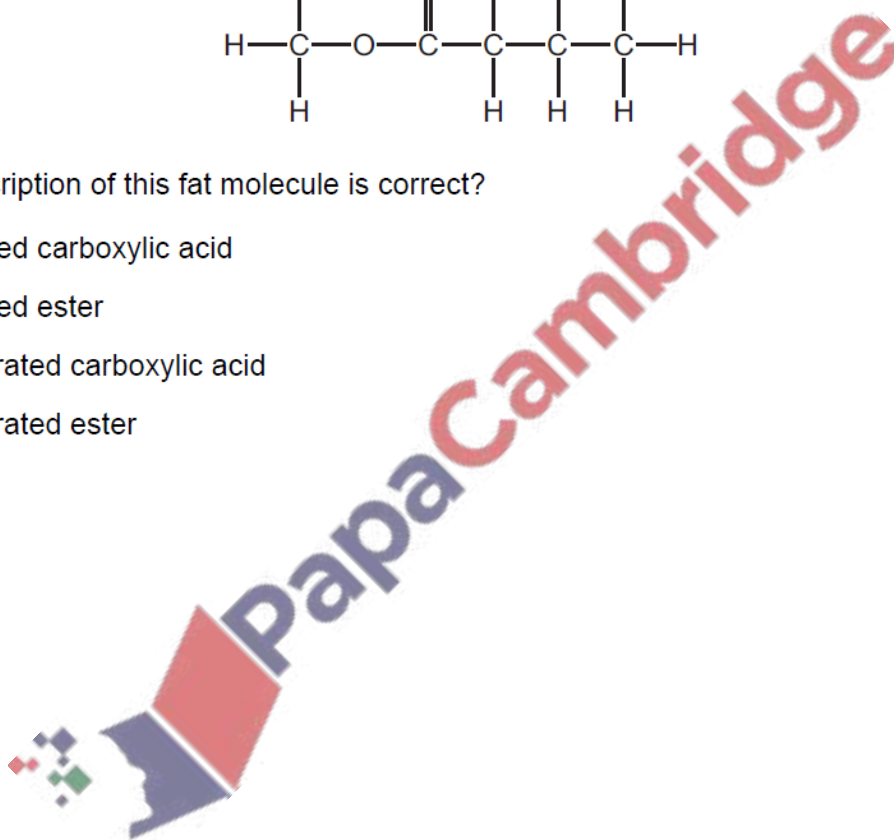 H—C—O—C—C—C—C—H
H H H H
ription of this fat molecule is correct?
ed carboxylic acid
ed ester
rated carboxylic acid
rated ester
PapaCambridge